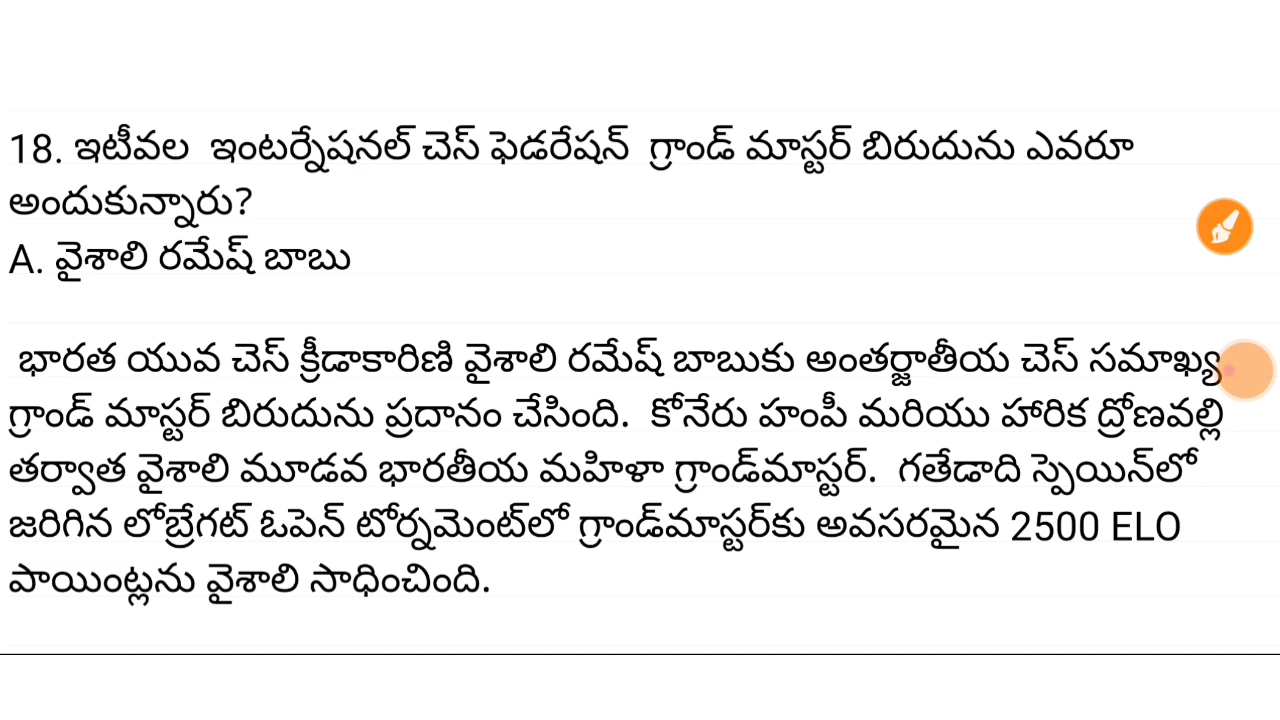 18. ఇటీవల ఇంటర్నేషనల్ చెస్ ఫెడరేషన్ గ్రాండ్ మాస్టర్ బిరుదును ఎవరూ
అందుకున్నారు?
A. వైశాలి రమేష్ బాబు
భారత యువ చెస్ క్రీడాకారిణి వైశాలి రమేష్ బాబుకు అంతర్జాతీయ చెస్ సమాఖ్య
గ్రాండ్ మాస్టర్ బిరుదును ప్రదానం చేసింది. కోనేరు హంపీ మరియు హారిక ద్రోణవల్లి
తర్వాత వైశాలి మూడవ భారతీయ మహిళా గ్రాండ్‌మాస్టర్. గతేడాది స్పెయిన్‌లో
జరిగిన లోబ్రేగట్ ఓపెన్ టోర్నమెంట్‌లో గ్రాండ్‌మాస్టర్‌కు అవసరమైన 2500 ELO
పాయింట్లను వైశాలి సాధించింది.